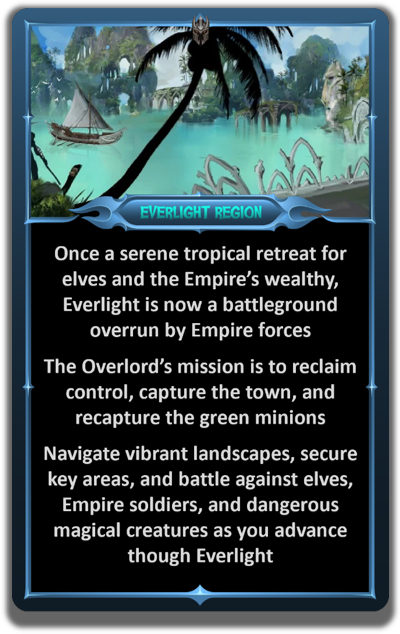 EVERLIGHT REGION
Once a serene tropical retreat for
elves and the Empire's wealthy,
Everlight is now a battleground
overrun by Empire forces
The Overlord's mission is to reclaim
control, capture the town, and
recapture the green minions
Navigate vibrant landscapes, secure
key areas, and battle against elves,
Empire soldiers, and dangerous
magical creatures as you advance
though Everlight